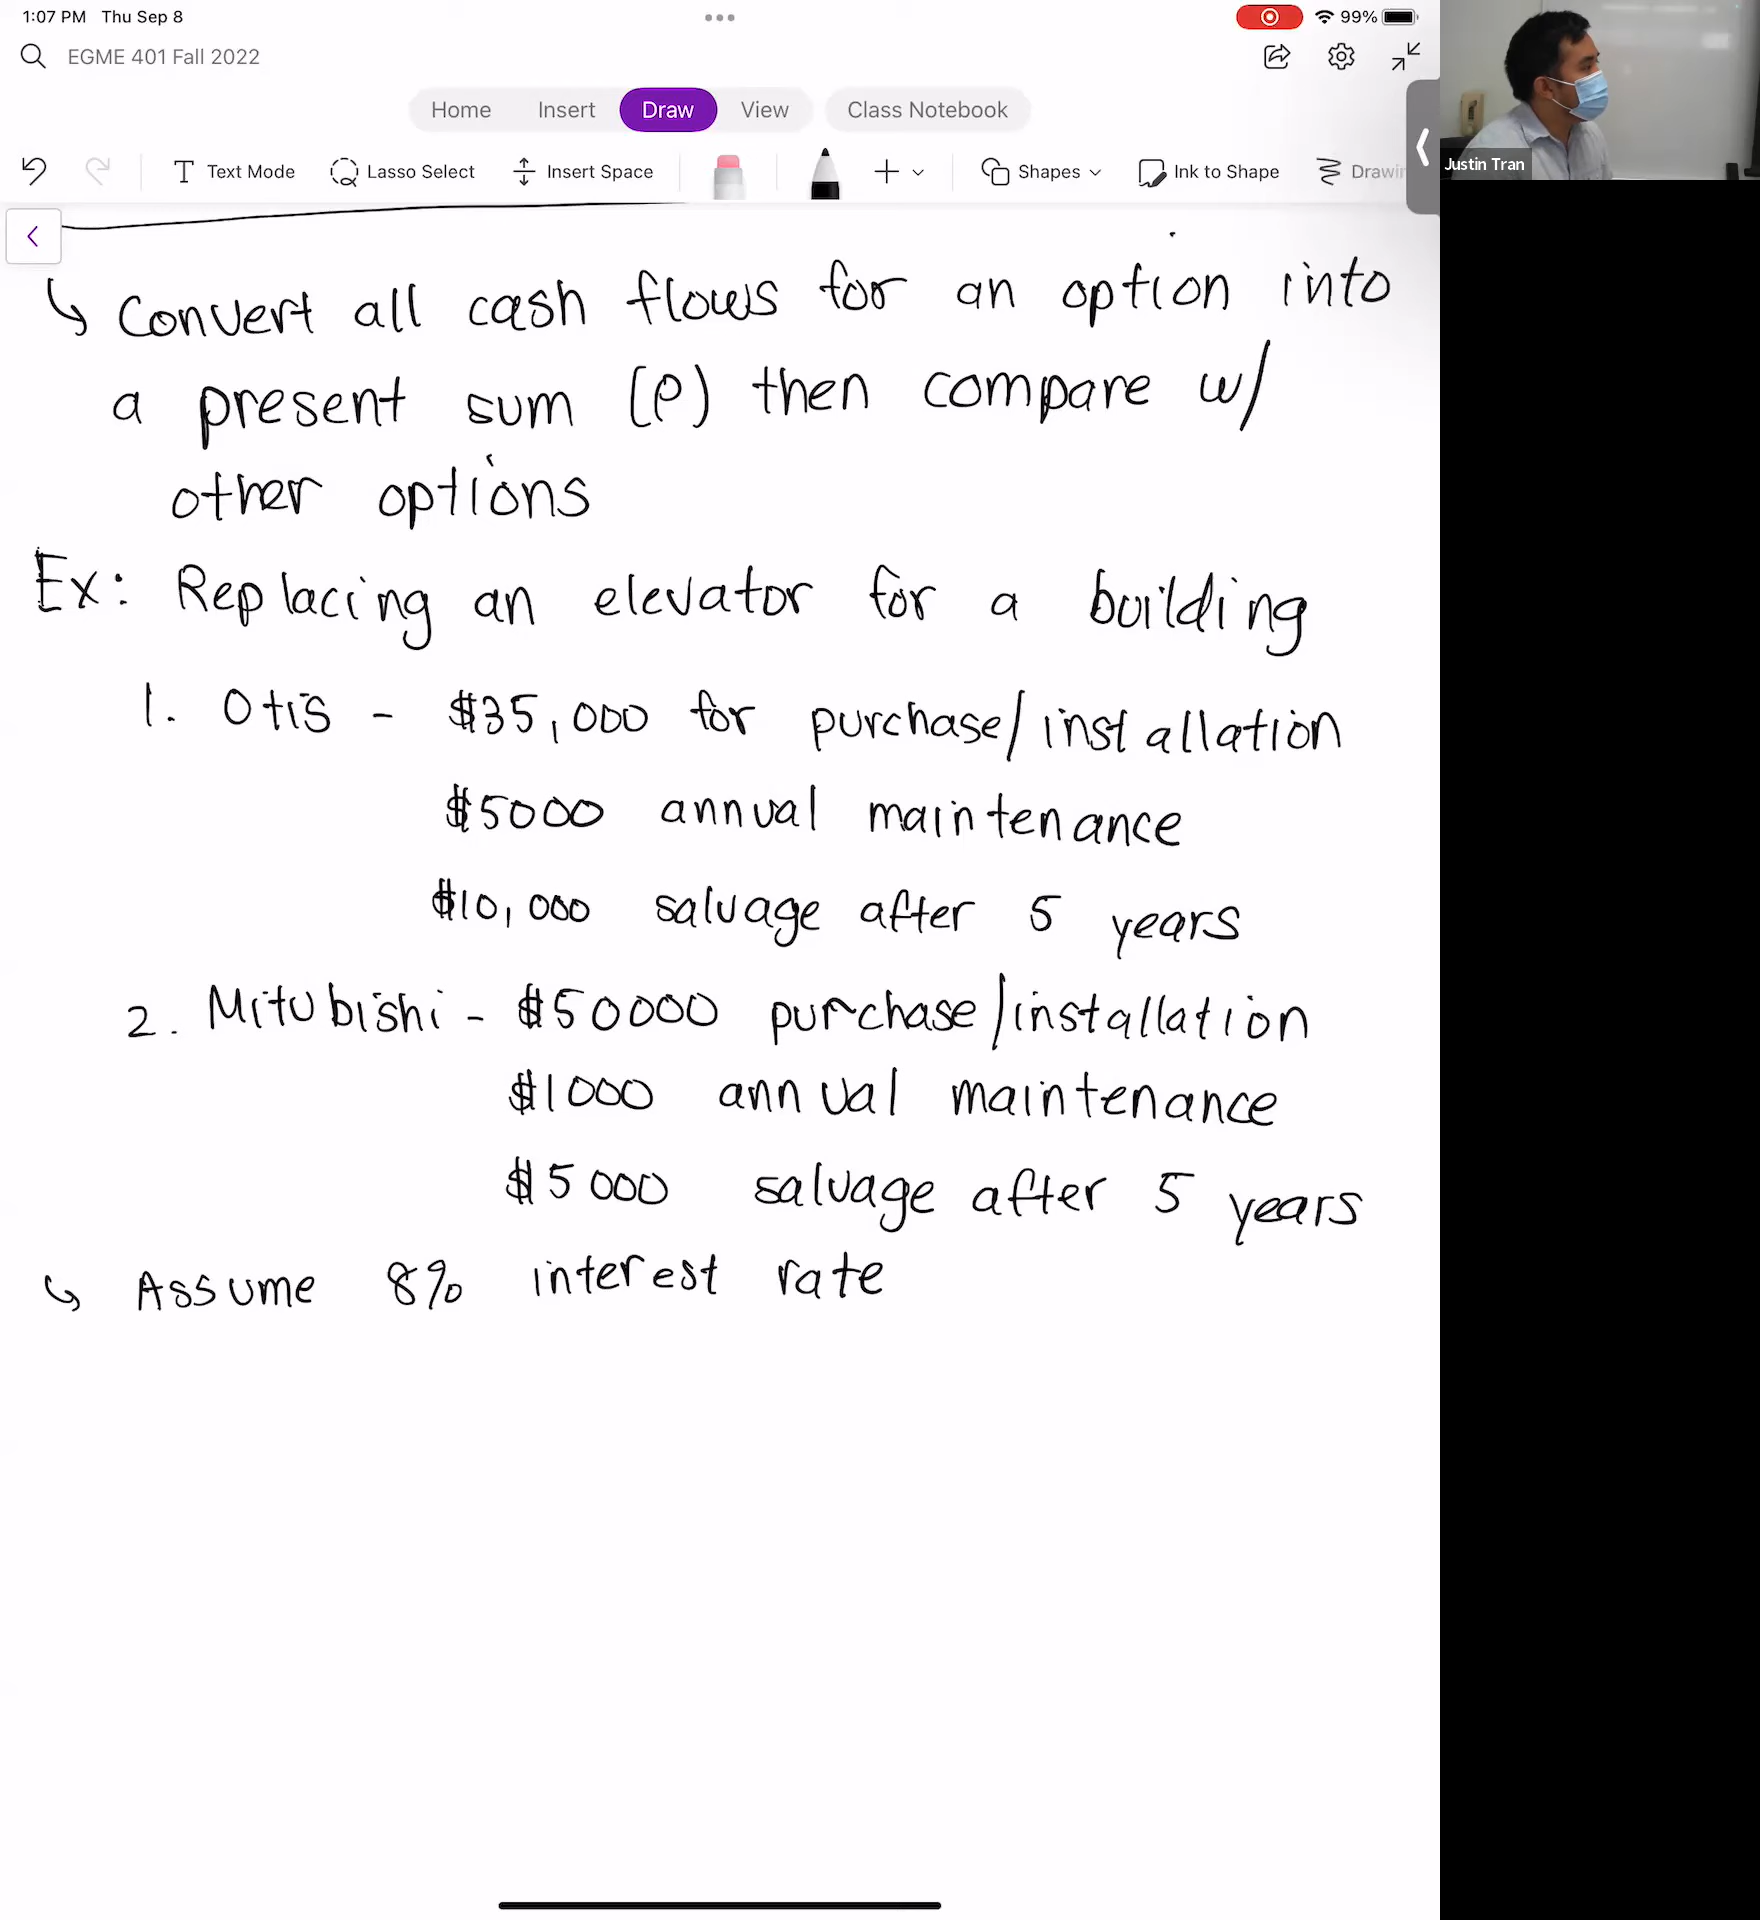 1:07 PM Thu Sep 8
99%
EGME 401 Fall 2022
Home Insert Draw View Class Notebook
Text Mode Lasso Select Insert Space Shapes Ink to Shape Drawi
Justin Tran
Convert all cash flows for an option into
a present sum (P) then compare w/
other options
Ex: Replacing an elevator for a building
1. Otis - $35,000 for purchase/installation
$5000 annual maintenance
$10,000 salvage after 5 years
2. Mitubishi - $50000 purchase/installation
$1000 annual maintenance
$5000 salvage after 5 years
Assume 8% interest rate